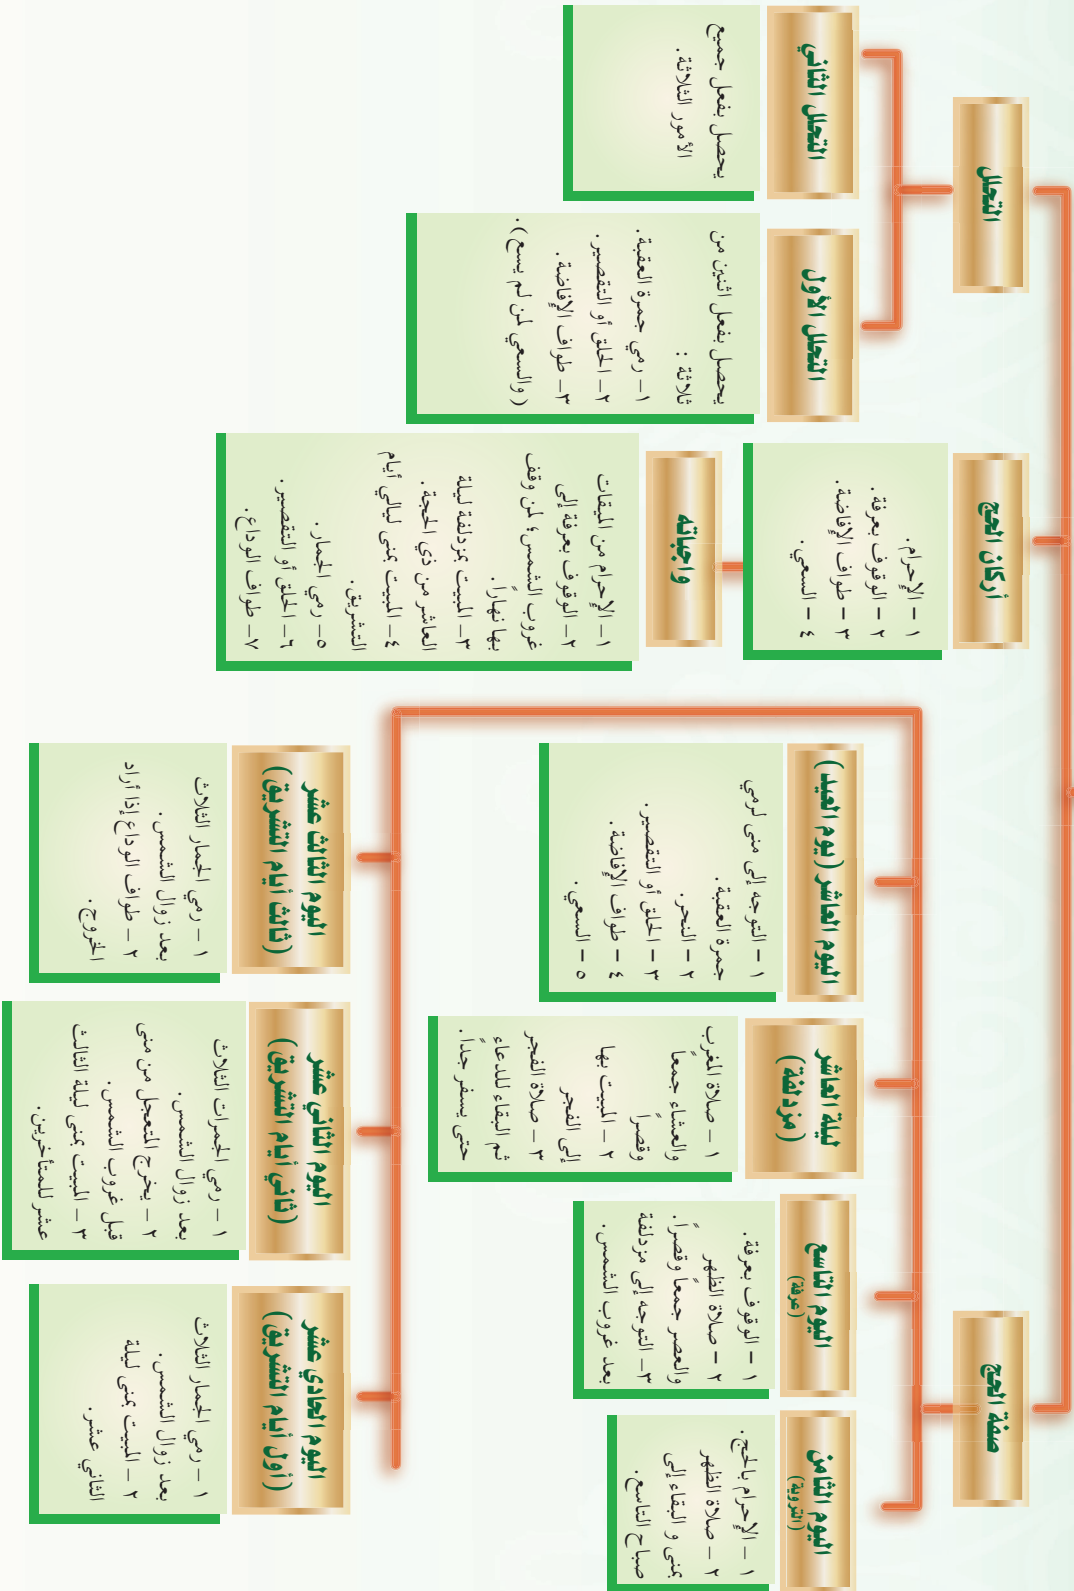 صفة الحج
اليوم الثامن
(التروية)
١ – الإحرام بالحج.
٢ – صلاة الظهر
بمنى و البقاء إلى
صباح التاسع.
اليوم التاسع
(عرفة)
١ – الوقوف بعرفة.
٢ – صلاة الظهر
والعصر جمعاً وقصراً.
٣– التوجه إلى مزدلفة
بعد غروب الشمس.
ليلة العاشر
(مزدلفة)
١ – صلاة المغرب
والعشاء جمعاً
وقصراً
٢ – المبيت بها
إلى الفجر
٣ – صلاة الفجر
ثم البقاء للدعاء
حتى يسفر جداً.
اليوم العاشر (يوم العيد)
١ – التوجه إلى منى لرمي
جمرة العقبة.
٢ – النحر.
٣ – الحلق أو التقصير.
٤ – طواف الإفاضة.
٥ – السعي.
اليوم الحادي عشر
(أول أيام التشريق)
١ – رمي الجمار الثلاث
بعد زوال الشمس.
٢ – المبيت بمنى ليلة
الثاني عشر.
اليوم الثاني عشر
(ثاني أيام التشريق)
١ – رمي الجمرات الثلاث
بعد زوال الشمس.
٢ – يخرج المتعجل من منى
قبل غروب الشمس.
٣ – المبيت بمنى ليلة الثالث
عشر للمتأخرين.
اليوم الثالث عشر
(ثالث أيام التشريق)
١ – رمي الجمار الثلاث
بعد زوال الشمس.
٢ – طواف الوداع إذا أراد
الخروج.
أركان الحج
١ – الإحرام.
٢ – الوقوف بعرفة.
٣ – طواف الإفاضة.
٤ – السعي.
واجباته
١– الإحرام من الميقات
٢– الوقوف بعرفة إلى
غروب الشمس؛ لمن وقف
بها نهاراً.
٣– المبيت بمزدلفة ليلة
العاشر من ذي الحجة.
٤– المبيت بمنى ليالي أيام
التشريق.
٥– رمي الجمار.
٦– الحلق أو التقصير.
٧– طواف الوداع.
التحلل
التحلل الأول
يحصل بفعل اثنين من
ثلاثة :
١– رمي جمرة العقبة.
٢– الحلق أو التقصير.
٣– طواف الإفاضة.
(والسعي لمن لم يسع).
التحلل الثاني
يحصل بفعل جميع
الأمور الثلاثة.